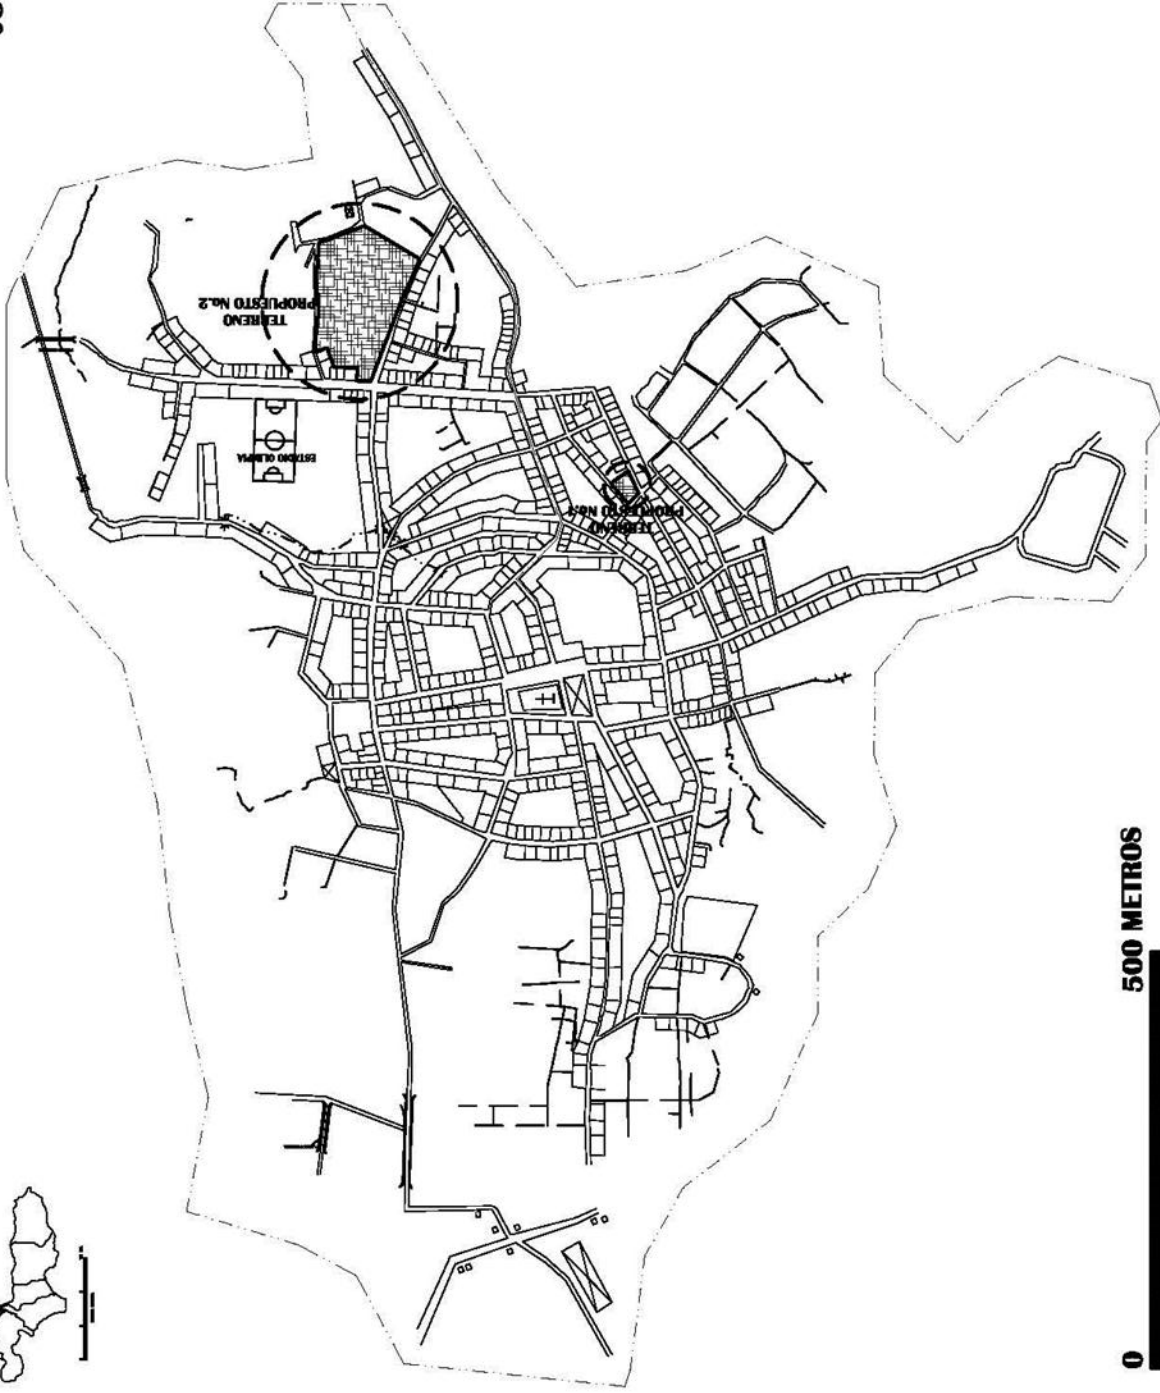 TERRENO
PROPUESTO No.2
ESTADIO OLIMPIA
TERRENO
PROPUESTO No.1
0
500 METROS